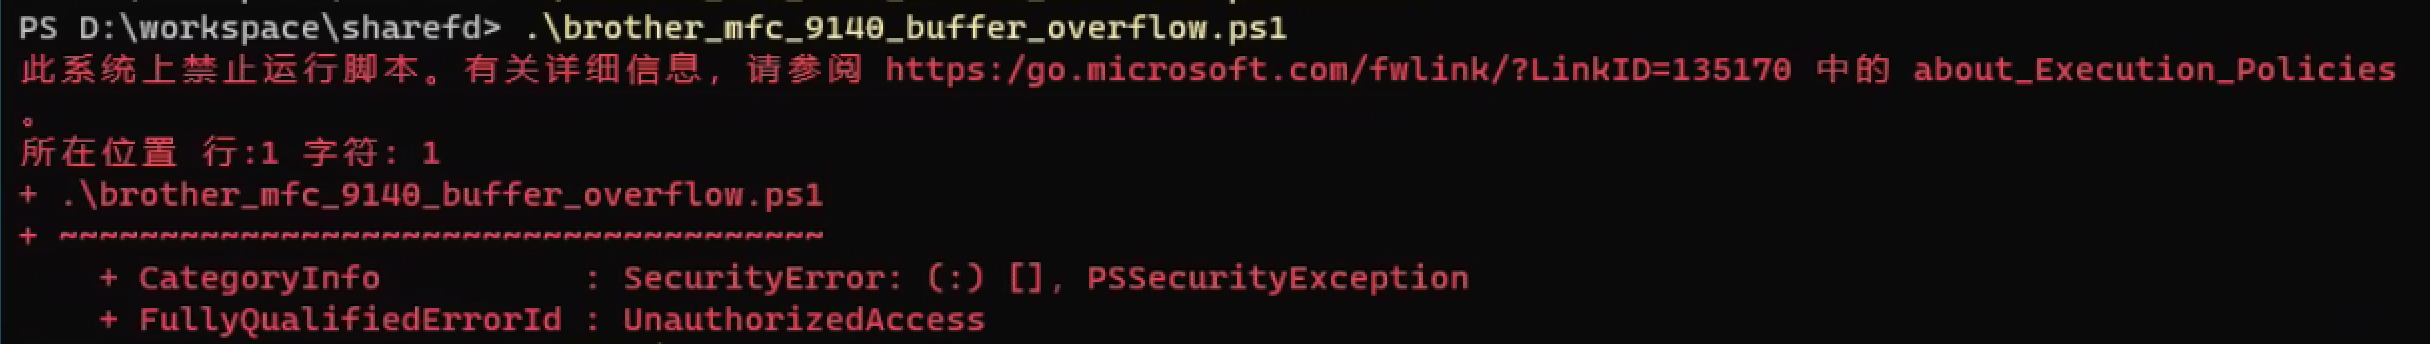 PS D:\workspace\sharefd> .\brother_mfc_9140_buffer_overflow.ps1
此系统上禁止运行脚本。有关详细信息，请参阅 https:/go.microsoft.com/fwlink/?LinkID=135170 中的 about_Execution_Policies
。
所在位置 行:1 字符: 1
+ .\brother_mfc_9140_buffer_overflow.ps1
+ ~~~~~~~~~~~~~~~~~~~~~~~~~~~~~~~~~~~~~~
    + CategoryInfo          : SecurityError: (:) [], PSSecurityException
    + FullyQualifiedErrorId : UnauthorizedAccess